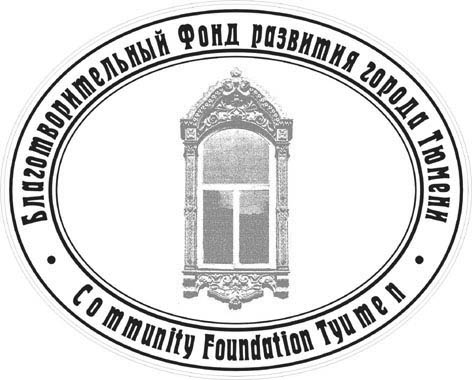 Благотворительный Фонд развития города Тюмени
Community Foundation Tyumen